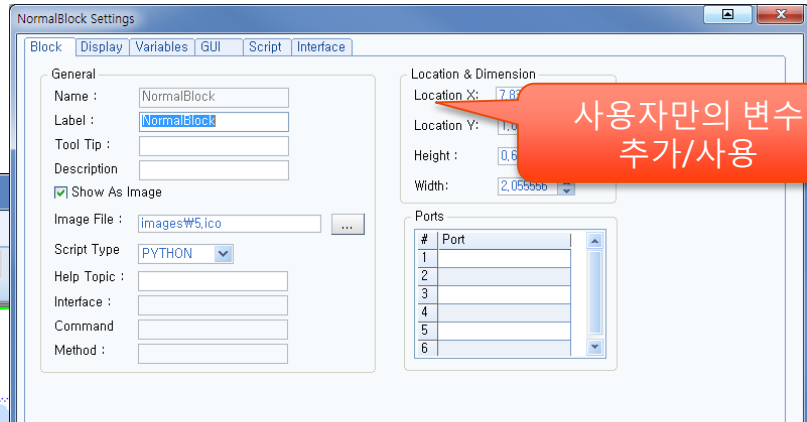 NormalBlock Settings
Block Display Variables GUI Script Interface
General
Name : NormalBlock
Label : NormalBlock
Tool Tip :
Description
Show As Image
Image File : images₩5,ico ...
Script Type PYTHON
Help Topic :
Interface :
Command
Method :
Location & Dimension
Location X:
Location Y:
Height :
Width: 2,055556
사용자만의 변수
추가/사용
Ports
# Port
1
2
3
4
5
6